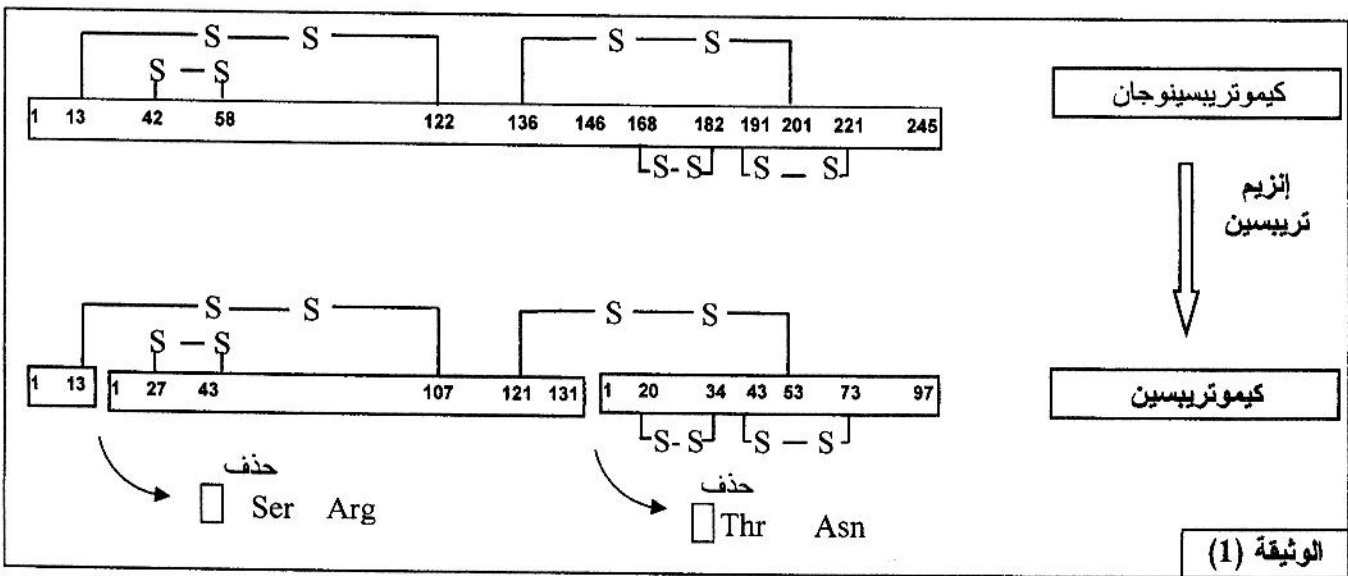 S — S
S — S
S — S
1 13 42 58 122 136 146 168 182 191 201 221 245
S - S
S — S
كيموتريبسينوجان
إنزيم
تريبسين
S — S
S — S
S — S
1 13
1 27 43 107 121 131
1 20 34 43 53 73 97
S - S
S — S
كيموتريبسين
حذف
Ser Arg
حذف
Thr Asn
الوثيقة (1)